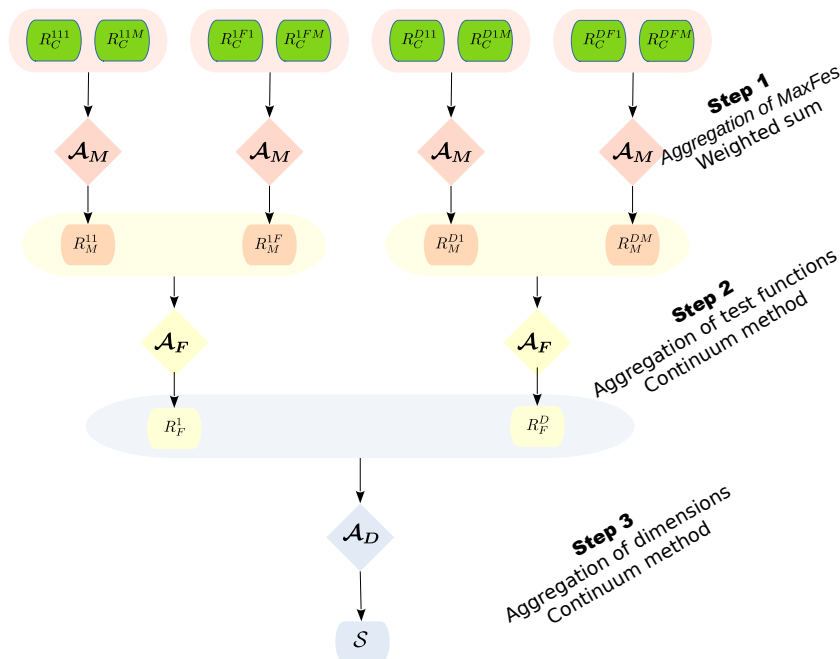 R_C^{111} R_C^{11M} R_C^{1F1} R_C^{1FM} R_C^{D11} R_C^{D1M} R_C^{DF1} R_C^{DFM}
Step 1
Aggregation of MaxFes
Weighted sum
𝒜_M 𝒜_M 𝒜_M 𝒜_M
R_M^{11} R_M^{1F} R_M^{D1} R_M^{DM}
Step 2
Aggregation of test functions
Continuum method
𝒜_F 𝒜_F
R_F^1 R_F^D
Step 3
Aggregation of dimensions
Continuum method
𝒜_D
𝒮